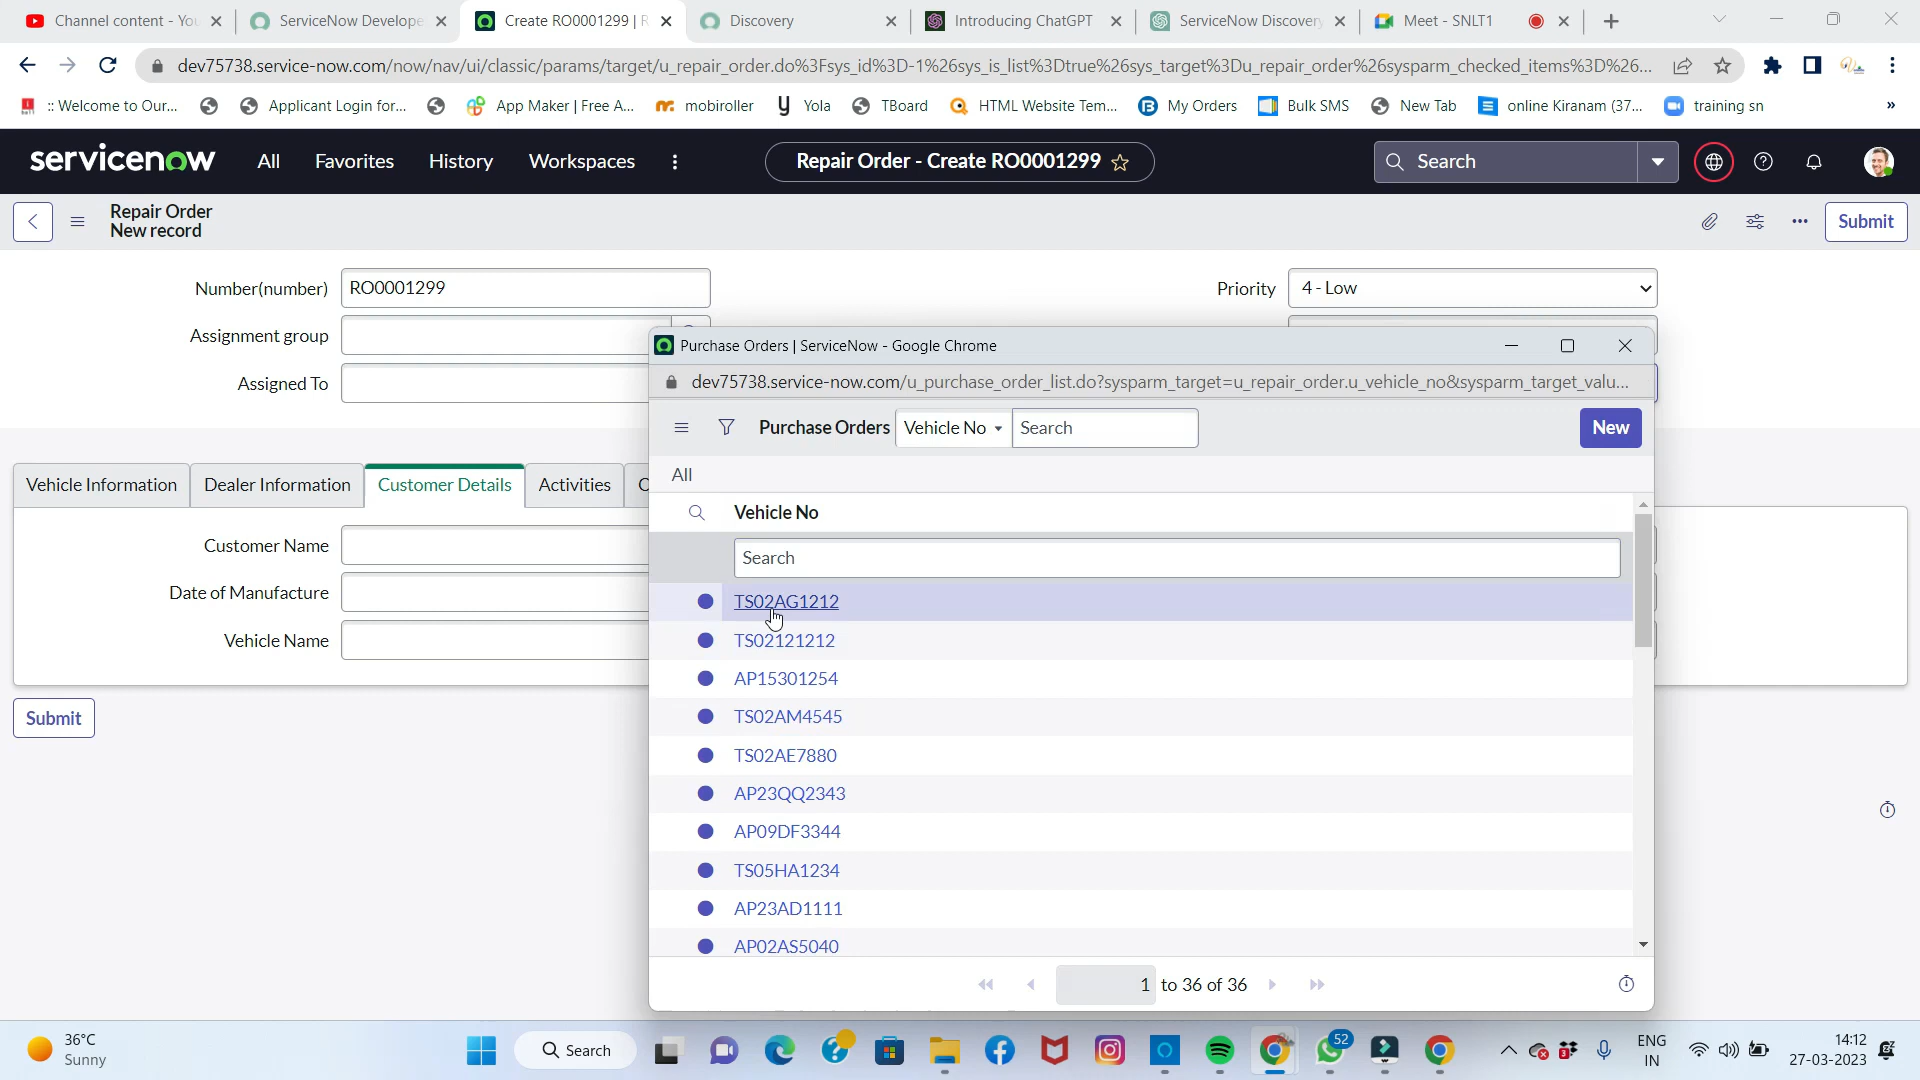 Channel content - You
ServiceNow Develope
Create RO0001299 | R
Discovery
Introducing ChatGPT
ServiceNow Discovery
Meet - SNLT1
dev75738.service-now.com/now/nav/ui/classic/params/target/u_repair_order.do%3Fsys_id%3D-1%26sys_is_list%3Dtrue%26sys_target%3Du_repair_order%26sysparm_checked_items%3D%26...
:: Welcome to Our...
Applicant Login for...
App Maker | Free A...
mobiroller
Yola
TBoard
HTML Website Tem...
My Orders
Bulk SMS
New Tab
online Kiranam (37...
training sn
»
servicenow
All
Favorites
History
Workspaces
Repair Order - Create RO0001299
Search
Repair Order
New record
Submit
Number(number)
RO0001299
Priority
4 - Low
Assignment group
Assigned To
Vehicle Information
Dealer Information
Customer Details
Activities
Customer Name
Date of Manufacture
Vehicle Name
Submit
Purchase Orders | ServiceNow - Google Chrome
dev75738.service-now.com/u_purchase_order_list.do?sysparm_target=u_repair_order.u_vehicle_no&sysparm_target_valu...
Purchase Orders
Vehicle No
Search
New
All
Vehicle No
Search
TS02AG1212
TS02121212
AP15301254
TS02AM4545
TS02AE7880
AP23QQ2343
AP09DF3344
TS05HA1234
AP23AD1111
AP02AS5040
1 to 36 of 36
36°C
Sunny
Search
52
3
ENG
IN
14:12
27-03-2023